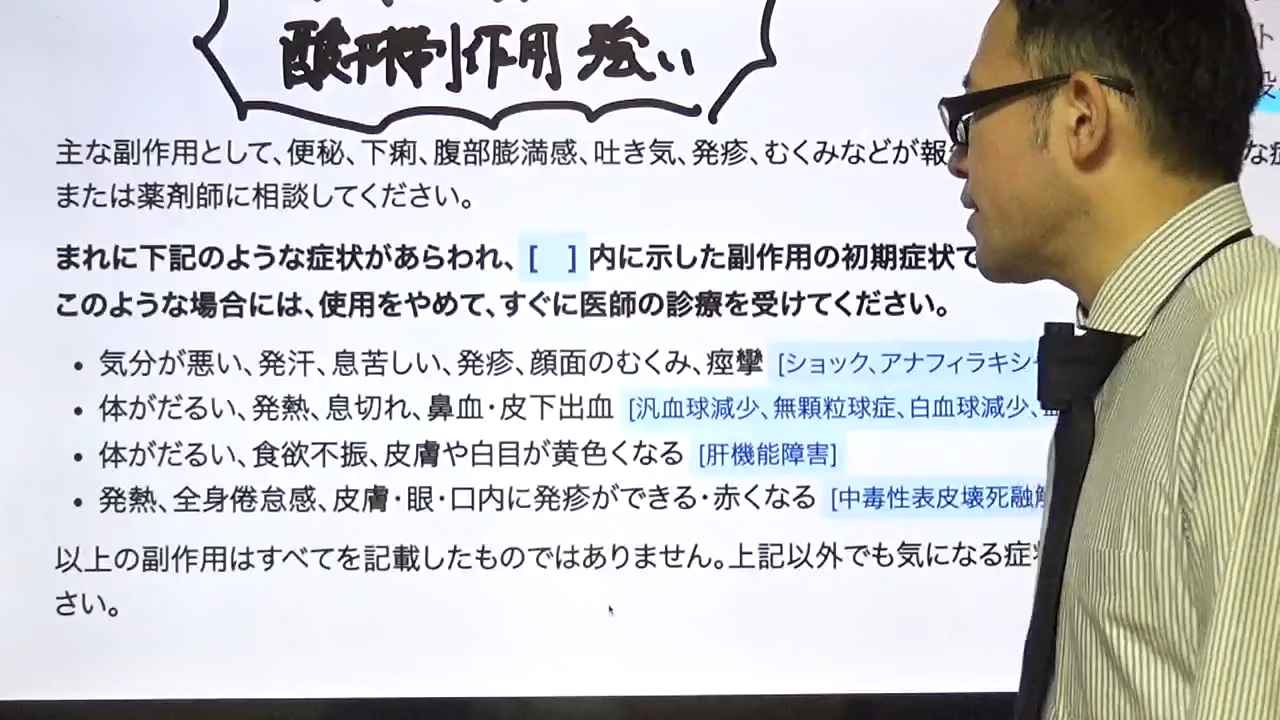 酸抑制作用 強い
主な副作用として、便秘、下痢、腹部膨満感、吐き気、発疹、むくみなどが報
または薬剤師に相談してください。
まれに下記のような症状があらわれ、[ ]内に示した副作用の初期症状で
このような場合には、使用をやめて、すぐに医師の診療を受けてください。
• 気分が悪い、発汗、息苦しい、発疹、顔面のむくみ、痙攣 [ショック、アナフィラキシ
• 体がだるい、発熱、息切れ、鼻血・皮下出血 [汎血球減少、無顆粒球症、白血球減少、
• 体がだるい、食欲不振、皮膚や白目が黄色くなる [肝機能障害]
• 発熱、全身倦怠感、皮膚・眼・口内に発疹ができる・赤くなる [中毒性表皮壊死融解
以上の副作用はすべてを記載したものではありません。上記以外でも気になる症
さい。